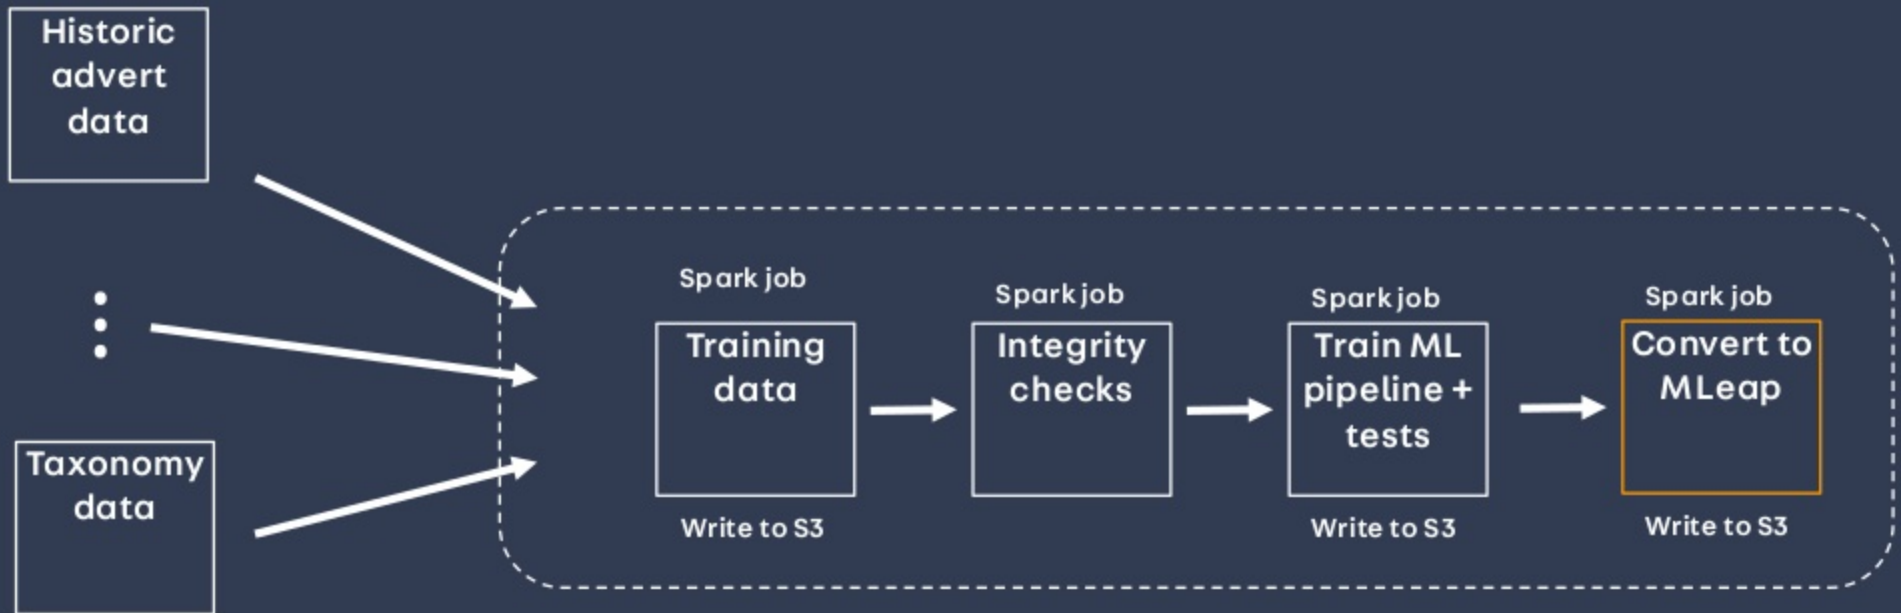 Historic
advert
data
Taxonomy
data
Spark job
Training
data
Write to S3
Spark job
Integrity
checks
Spark job
Train ML
pipeline +
tests
Write to S3
Spark job
Convert to
MLeap
Write to S3